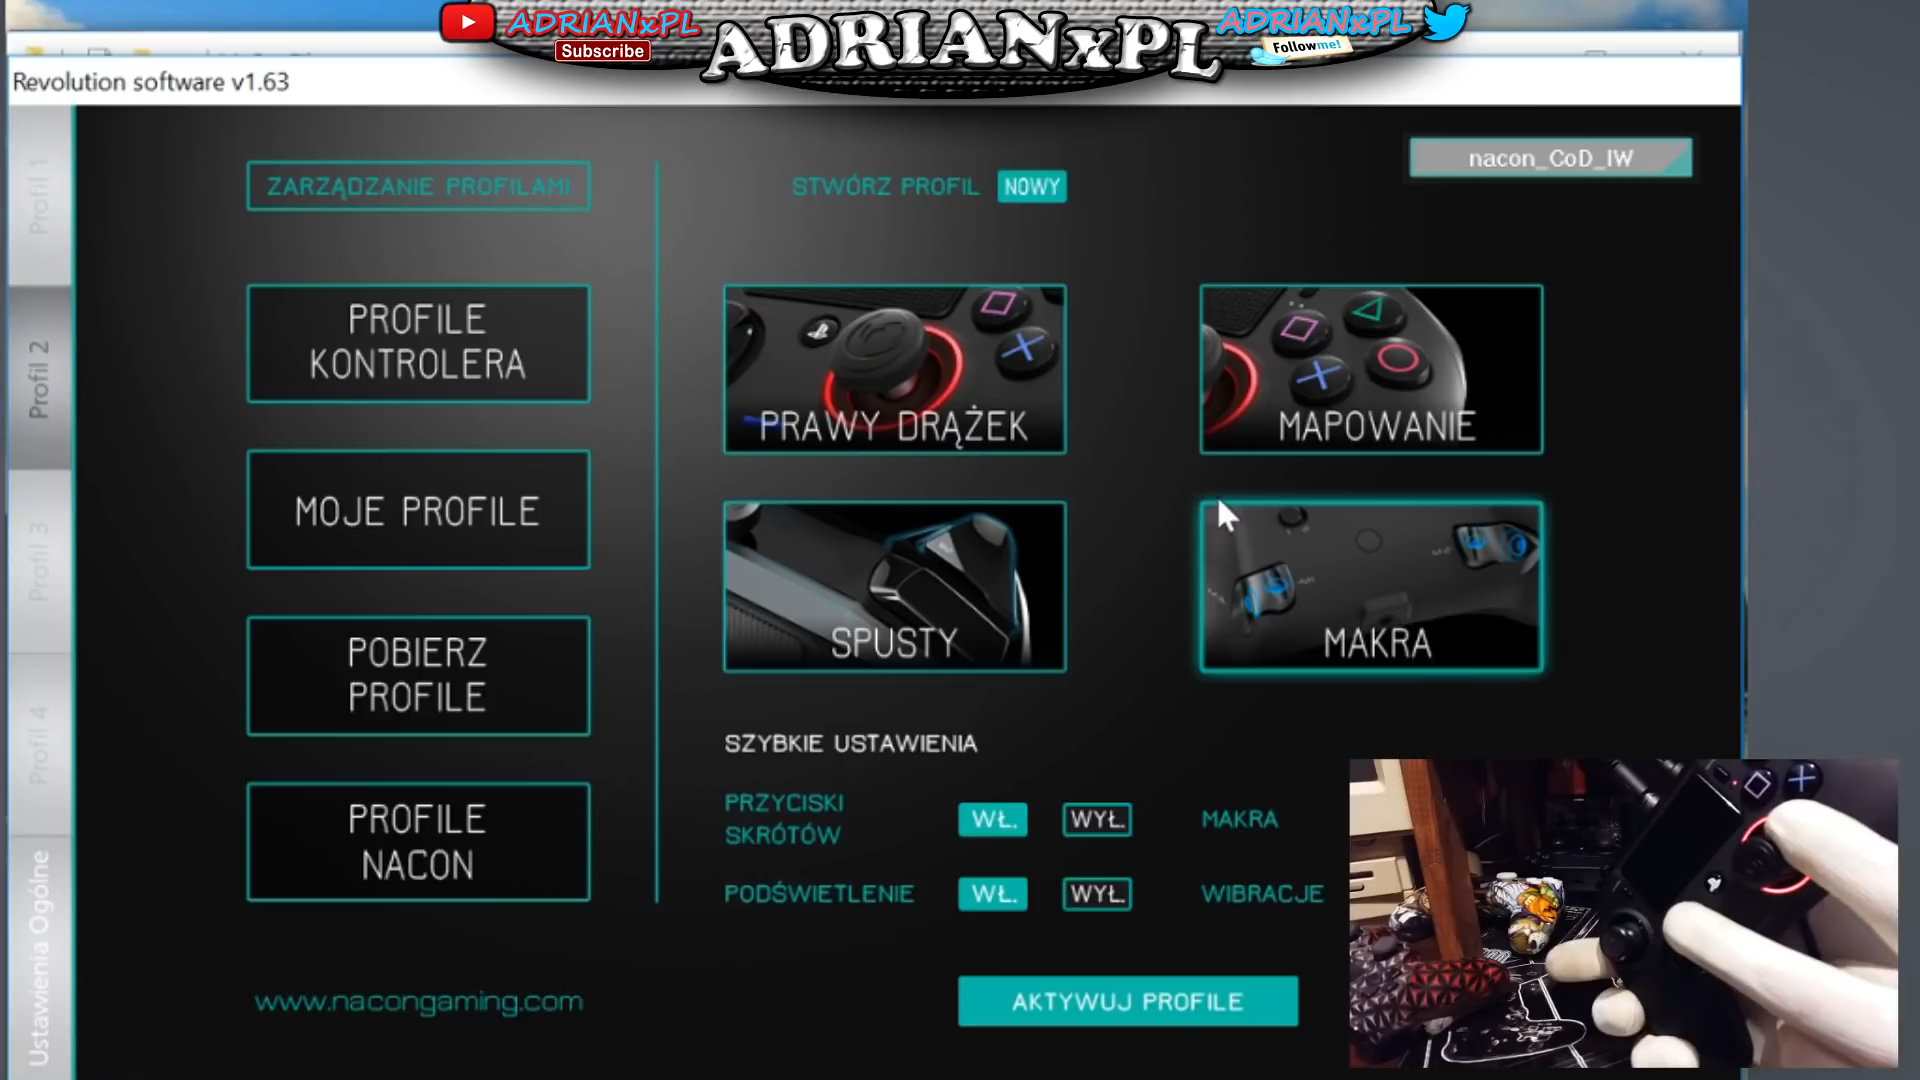 ADRIANxPL
Subscribe
ADRIANxPL
ADRIANxPL
Followme!
Revolution software v1.63
Profil 1
Profil 2
Profil 3
Profil 4
Ustawienia Ogólne
ZARZĄDZANIE PROFILAMI
PROFILE
KONTROLERA
MOJE PROFILE
POBIERZ
PROFILE
PROFILE
NACON
www.nacongaming.com
STWÓRZ PROFIL NOWY
nacon_CoD_IW
PRAWY DRĄŻEK
MAPOWANIE
SPUSTY
MAKRA
SZYBKIE USTAWIENIA
PRZYCISKI
SKRÓTÓW
WŁ. WYŁ.
MAKRA
PODŚWIETLENIE WŁ. WYŁ.
WIBRACJE
AKTYWUJ PROFILE